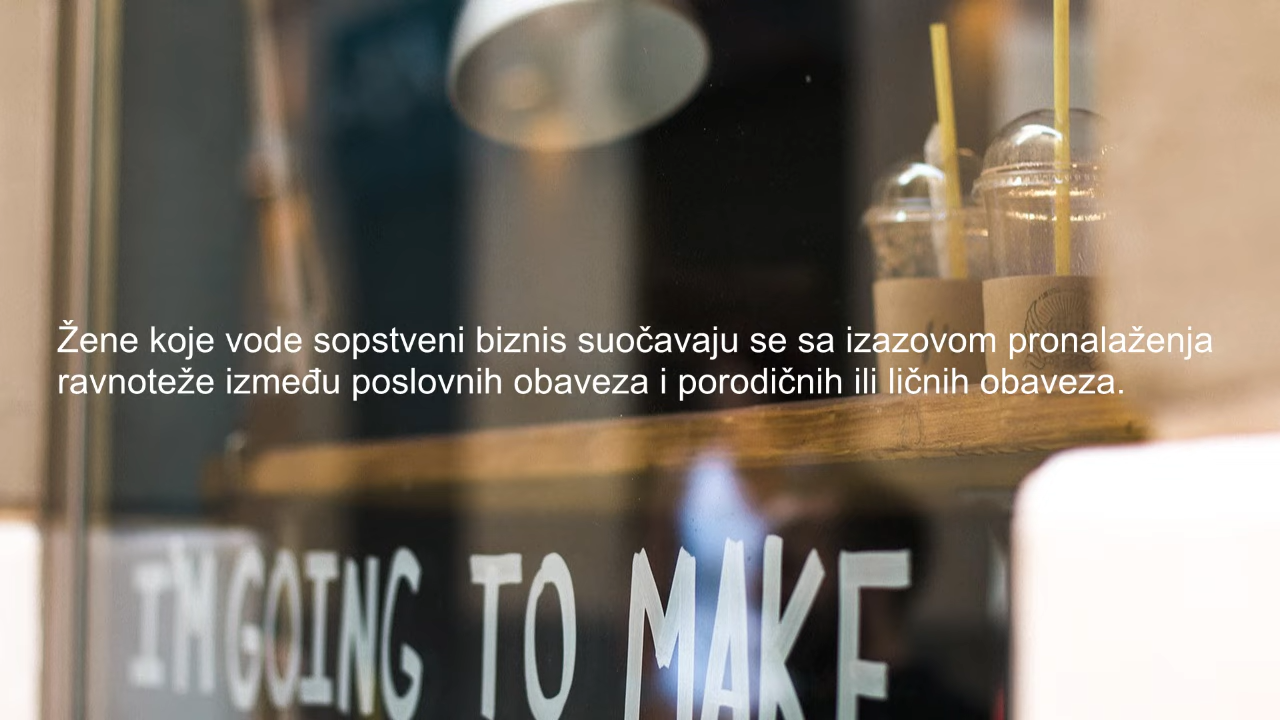 Žene koje vode sopstveni biznis suočavaju se sa izazovom pronalaženja
ravnoteže između poslovnih obaveza i porodičnih ili ličnih obaveza.
I'M GOING TO MAKE